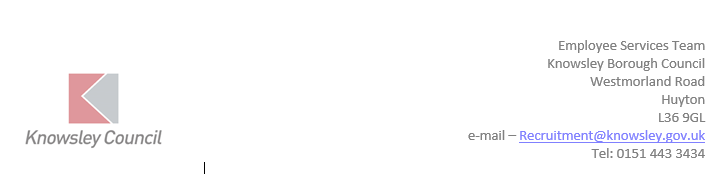 Employee Services Team
Knowsley Borough Council
Westmorland Road
Huyton
L36 9GL
e-mail – Recruitment@knowsley.gov.uk
Tel: 0151 443 3434
Knowsley Council